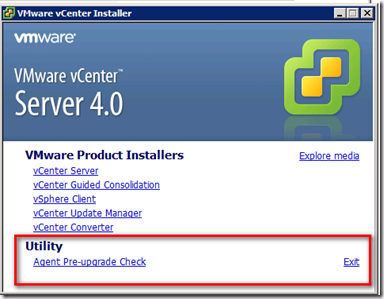 VMware vCenter Installer
vmware®
VMware vCenter™
Server 4.0
VMware Product Installers
Explore media
vCenter Server
vCenter Guided Consolidation
vSphere Client
vCenter Update Manager
vCenter Converter
Utility
Agent Pre-upgrade Check
Exit